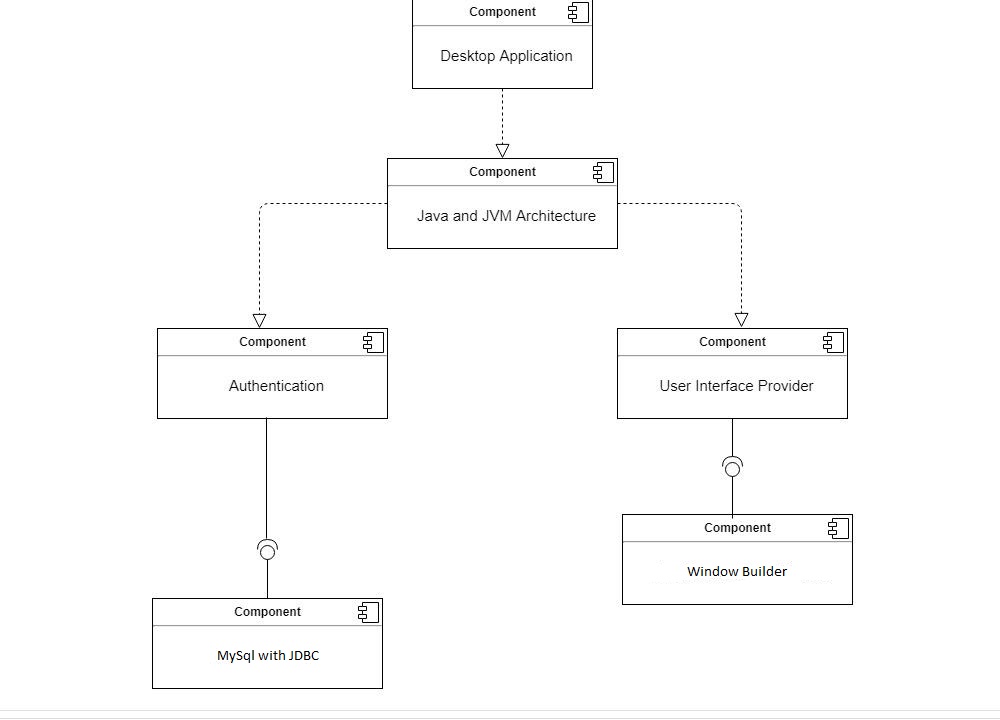 Component
Desktop Application
Component
Java and JVM Architecture
Component
Authentication
Component
User Interface Provider
Component
Window Builder
Component
MySql with JDBC